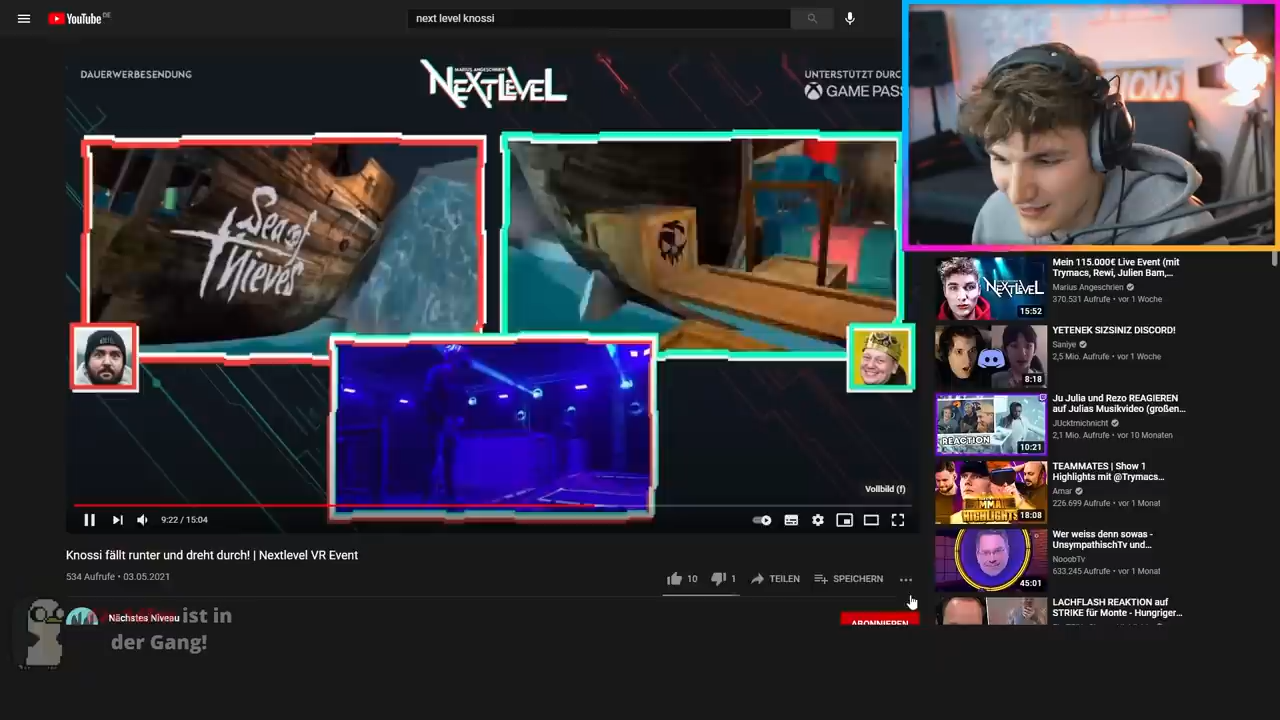 YouTube DE
next level knossi
DAUERWERBESENDUNG
MARIUS ANGESCHRIEN
NEXTLEVEL
UNTERSTÜTZT DURC
GAME PAS
Sea of
Thieves
Vollbild (f)
9:22 / 15:04
Knossi fällt runter und dreht durch! | Nextlevel VR Event
534 Aufrufe • 03.05.2021
10
1
TEILEN
SPEICHERN
Nächstes Niveau
ist in
der Gang!
ABONNIEREN
Mein 115.000€ Live Event (mit
Trymacs, Rewi, Julien Bam,...
Marius Angeschrien
370.531 Aufrufe • vor 1 Woche
NEXTLEVEL
15:52
YETENEK SIZSINIZ DISCORD!
Saniye
2,5 Mio. Aufrufe • vor 1 Woche
8:18
Ju Julia und Rezo REAGIEREN
auf Julias Musikvideo (großen...
JUcktmichnicht
2,1 Mio. Aufrufe • vor 10 Monaten
REACTION
10:21
TEAMMATES | Show 1
Highlights mit @Trymacs...
Amar
226.699 Aufrufe • vor 1 Monat
MMA
HIGHLIGHTS
18:08
Wer weiss denn sowas -
UnsympathischTv und...
NooobTv
633.245 Aufrufe • vor 1 Monat
45:01
LACHFLASH REAKTION auf
STRIKE für Monte - Hungriger...